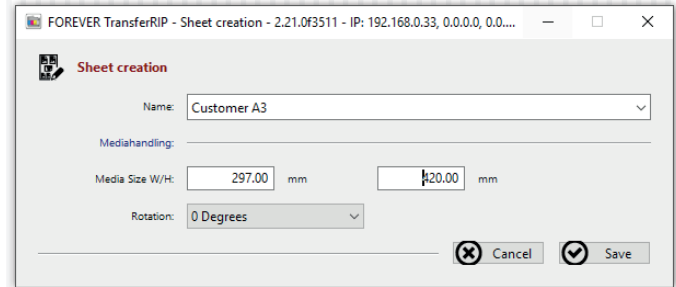 FOREVER TransferRIP - Sheet creation - 2.21.0f3511 - IP: 192.168.0.33, 0.0.0.0, 0.0....
Sheet creation
Name: Customer A3
Mediahandling:
Media Size W/H: 297.00 mm 420.00 mm
Rotation: 0 Degrees
Cancel Save